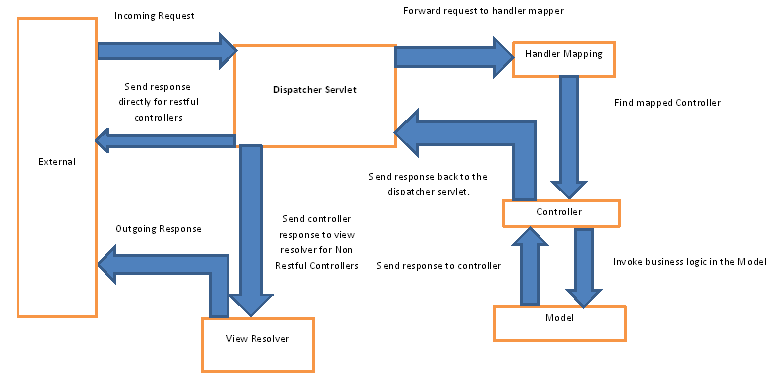 Incoming Request
Forward request to handler mapper
Handler Mapping
Dispatcher Servlet
Send response
directly for restful
controllers
Find mapped Controller
External
Send response back to the
dispatcher servlet.
Controller
Outgoing Response
Send controller
response to view
resolver for Non
Restful Controllers
Send response to controller
Invoke business logic in the Model
Model
View Resolver